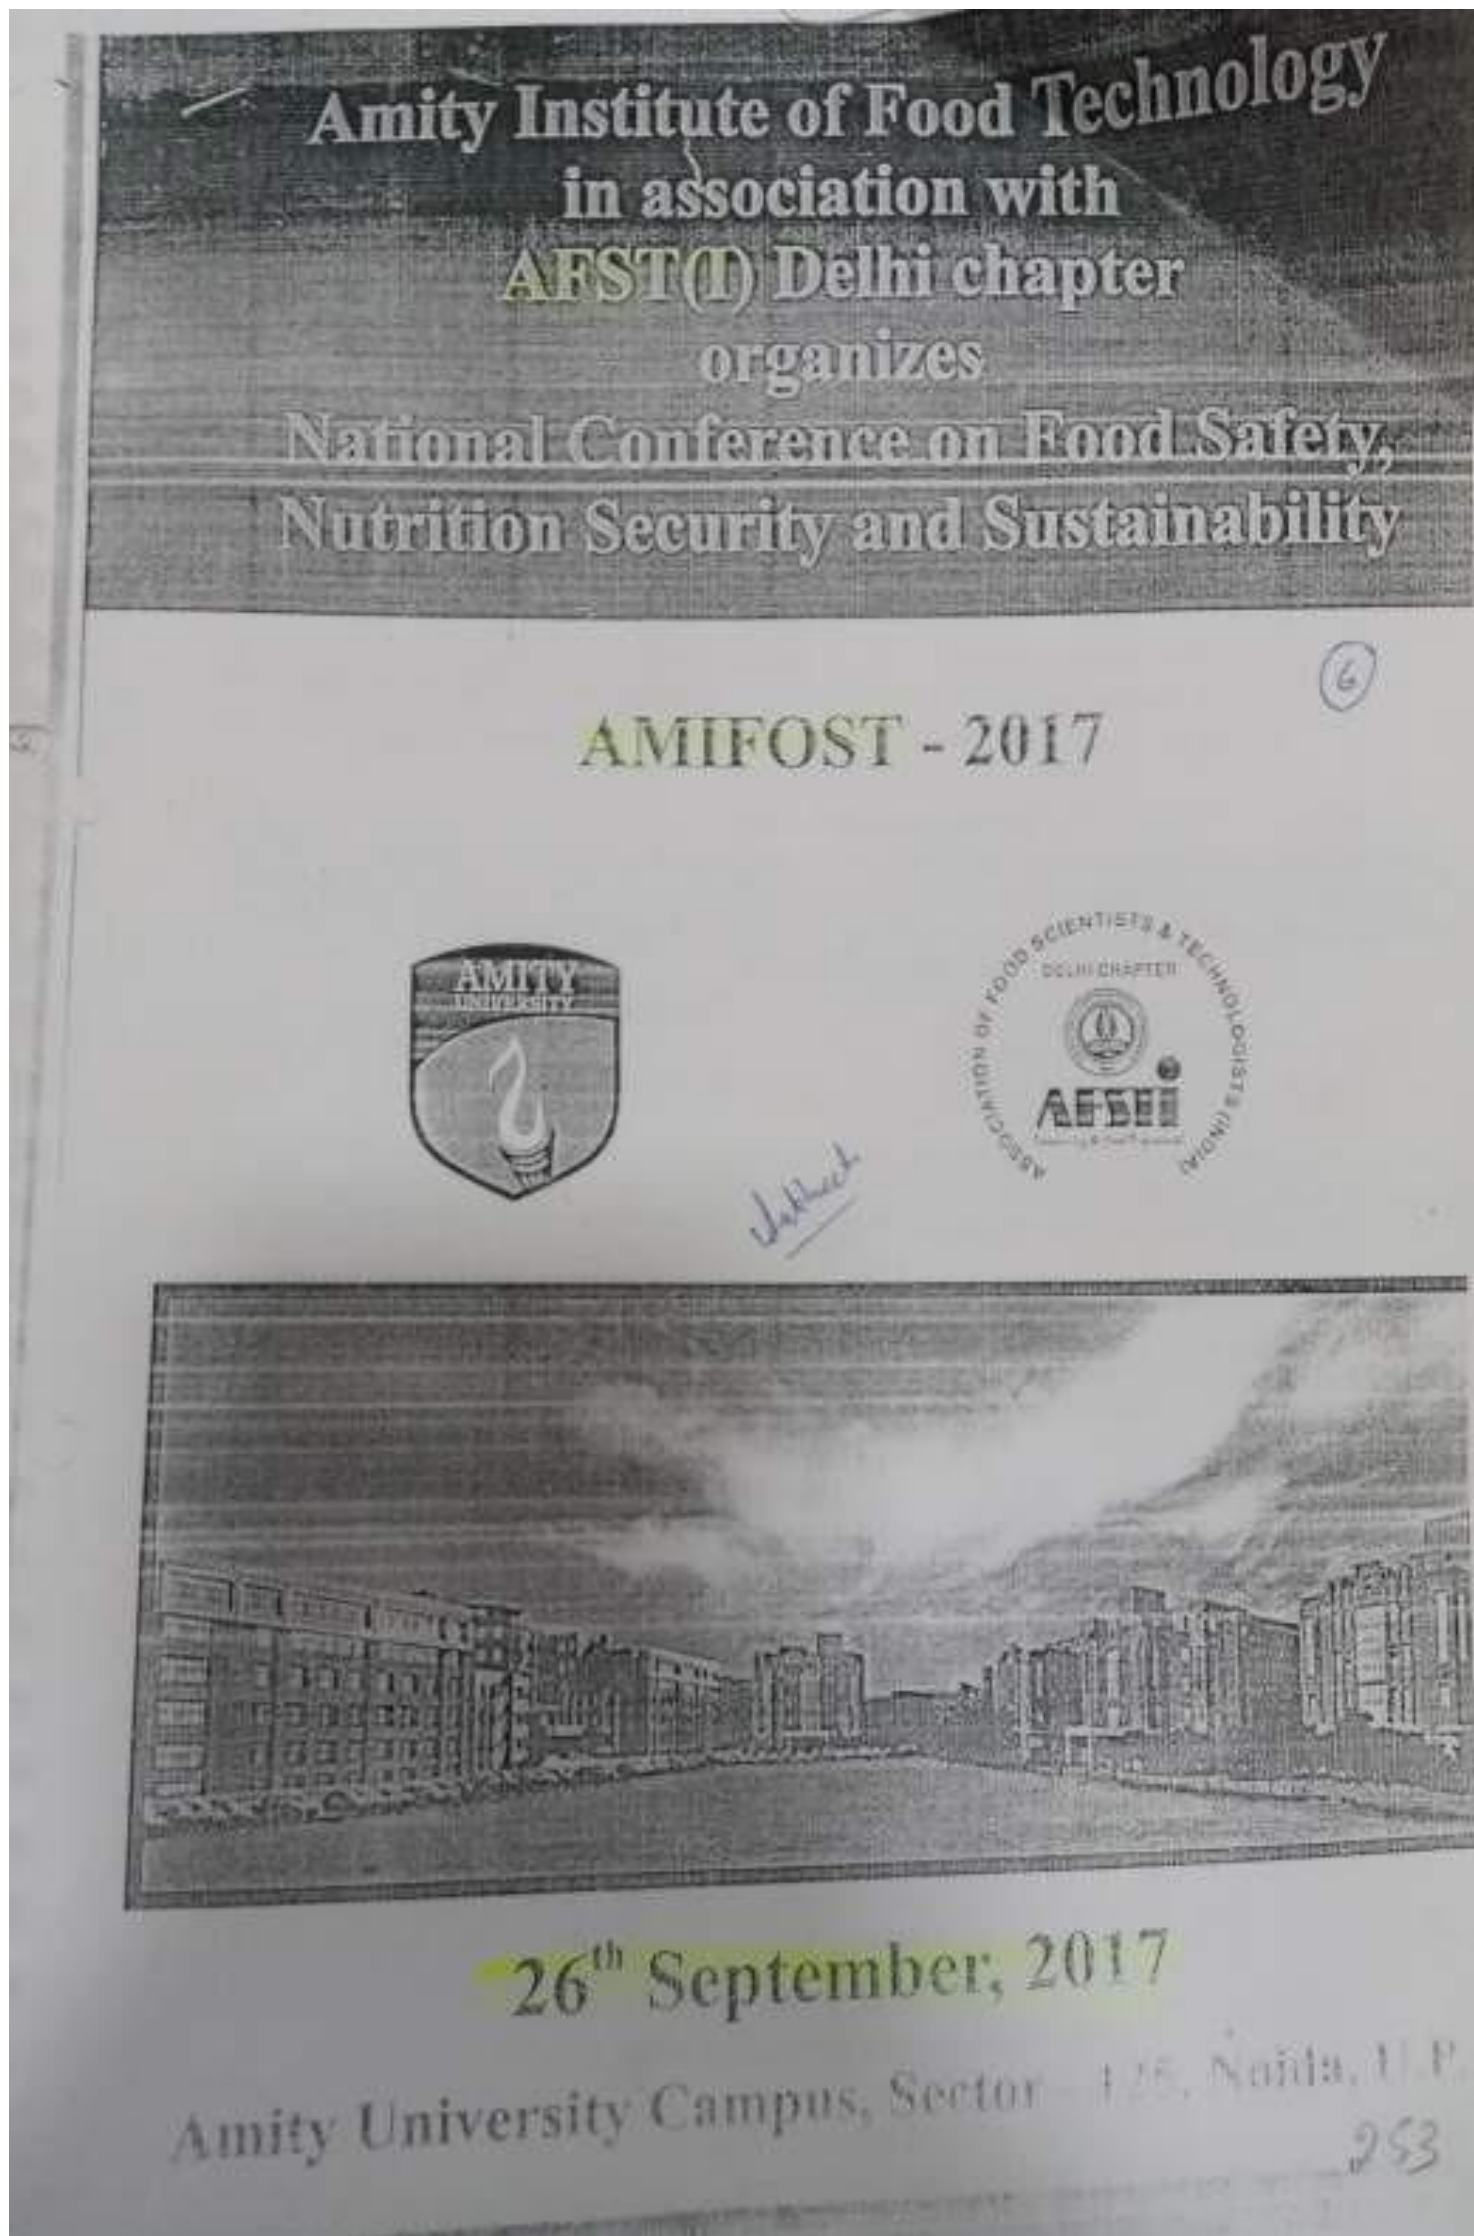 Amity Institute of Food Technology
in association with
AFST(I) Delhi chapter
organizes
National Conference on Food Safety,
Nutrition Security and Sustainability
6
AMIFOST - 2017
AMITY
UNIVERSITY
ASSOCIATION OF FOOD SCIENTISTS & TECHNOLOGISTS (INDIA)
DELHI CHAPTER
AFSTi
26th September, 2017
Amity University Campus, Sector - 125, Noida, U.P.
253